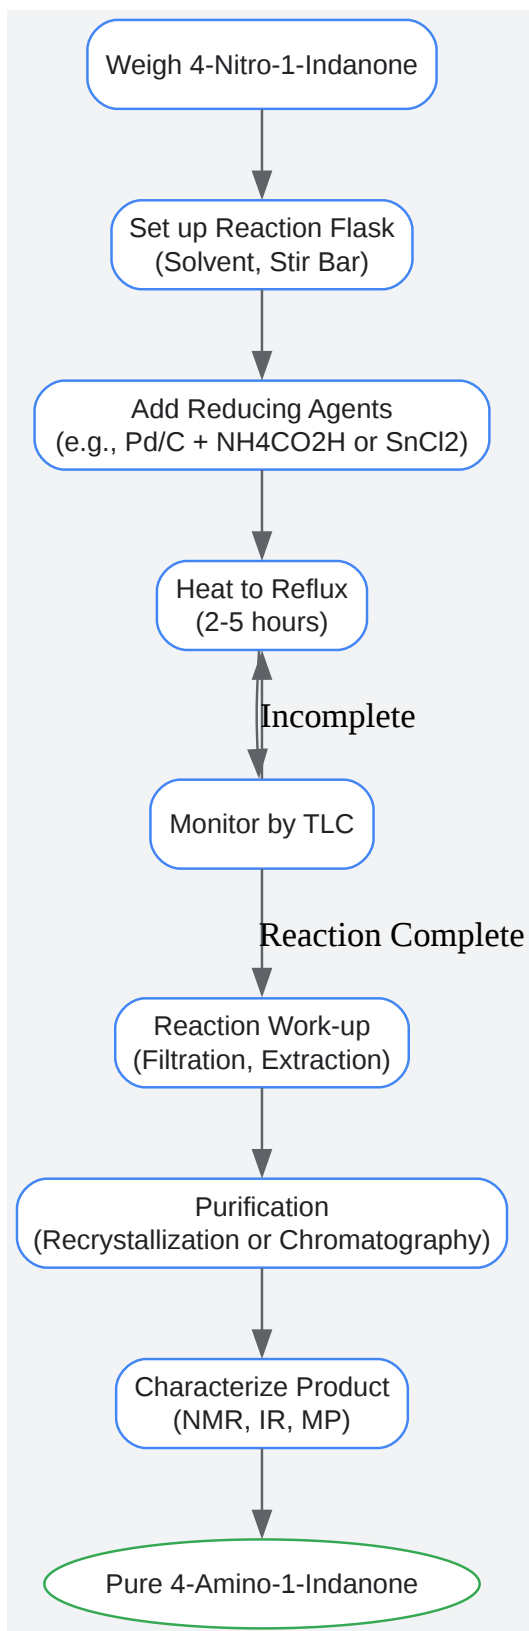 Weigh 4-Nitro-1-Indanone
Set up Reaction Flask
(Solvent, Stir Bar)
Add Reducing Agents
(e.g., Pd/C + NH4CO2H or SnCl2)
Heat to Reflux
(2-5 hours)
Incomplete
Monitor by TLC
Reaction Complete
Reaction Work-up
(Filtration, Extraction)
Purification
(Recrystallization or Chromatography)
Characterize Product
(NMR, IR, MP)
Pure 4-Amino-1-Indanone